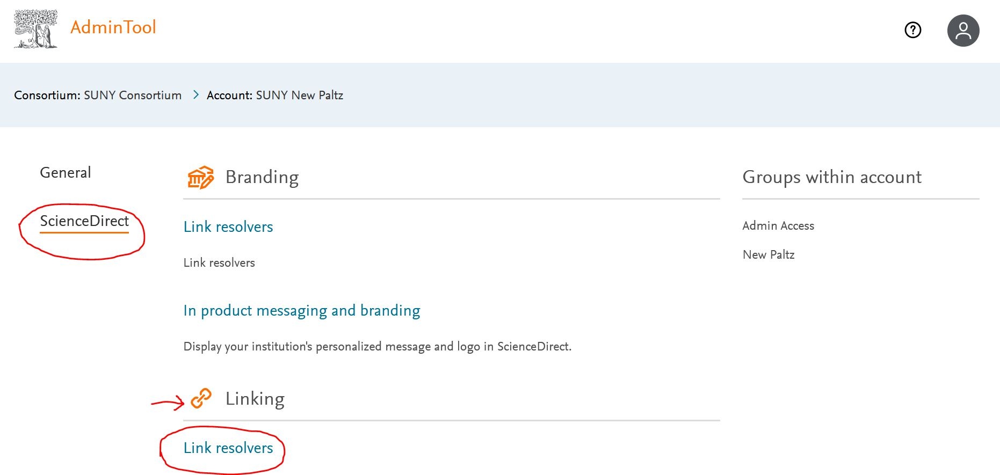 AdminTool
Consortium: SUNY Consortium > Account: SUNY New Paltz
General
ScienceDirect
Branding
Link resolvers
Link resolvers
In product messaging and branding
Display your institution's personalized message and logo in ScienceDirect.
Linking
Link resolvers
Groups within account
Admin Access
New Paltz